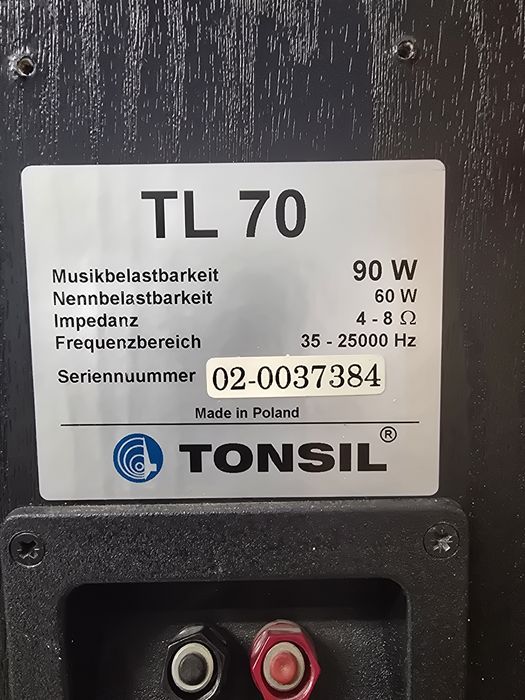 TL 70
Musikbelastbarkeit 90 W
Nennbelastbarkeit 60 W
Impedanz 4 - 8 Ω
Frequenzbereich 35 - 25000 Hz
Seriennuummer 02-0037384
Made in Poland
TONSIL ®